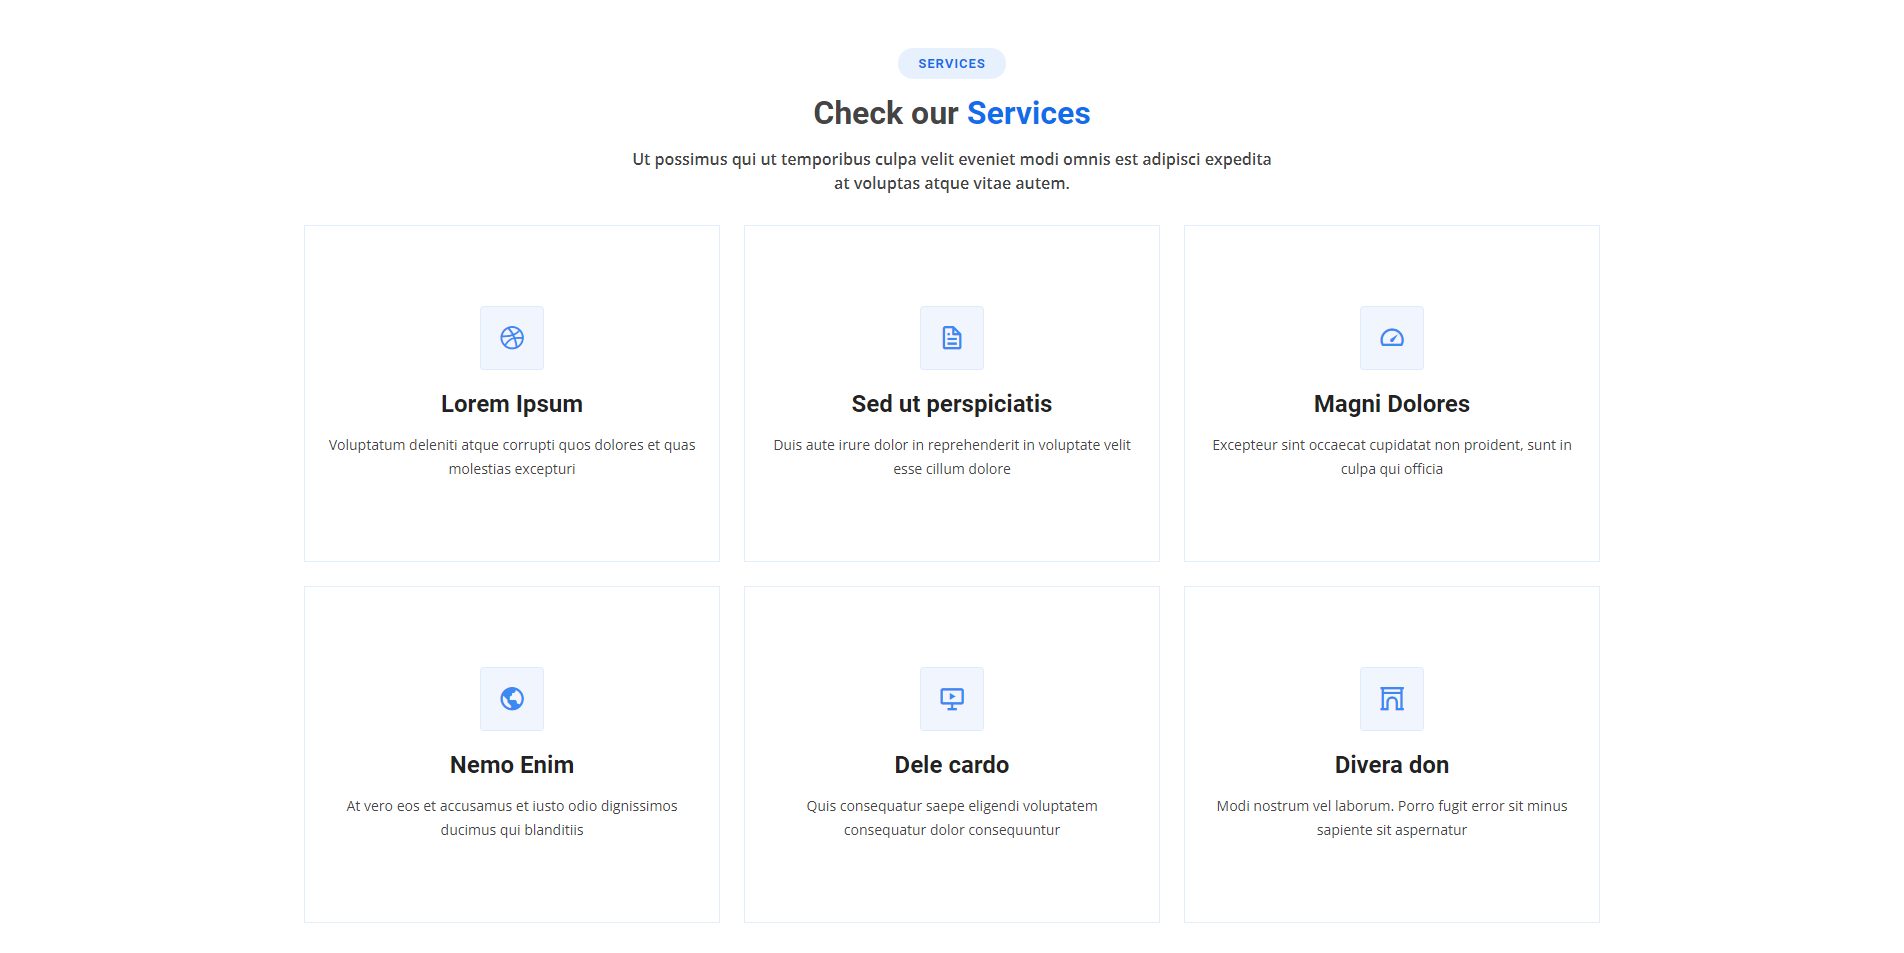 SERVICES
Check our Services
Ut possimus qui ut temporibus culpa velit eveniet modi omnis est adipisci expedita
at voluptas atque vitae autem.
Lorem Ipsum
Voluptatum deleniti atque corrupti quos dolores et quas
molestias excepturi
Sed ut perspiciatis
Duis aute irure dolor in reprehenderit in voluptate velit
esse cillum dolore
Magni Dolores
Excepteur sint occaecat cupidatat non proident, sunt in
culpa qui officia
Nemo Enim
At vero eos et accusamus et iusto odio dignissimos
ducimus qui blanditiis
Dele cardo
Quis consequatur saepe eligendi voluptatem
consequatur dolor consequuntur
Divera don
Modi nostrum vel laborum. Porro fugit error sit minus
sapiente sit aspernatur